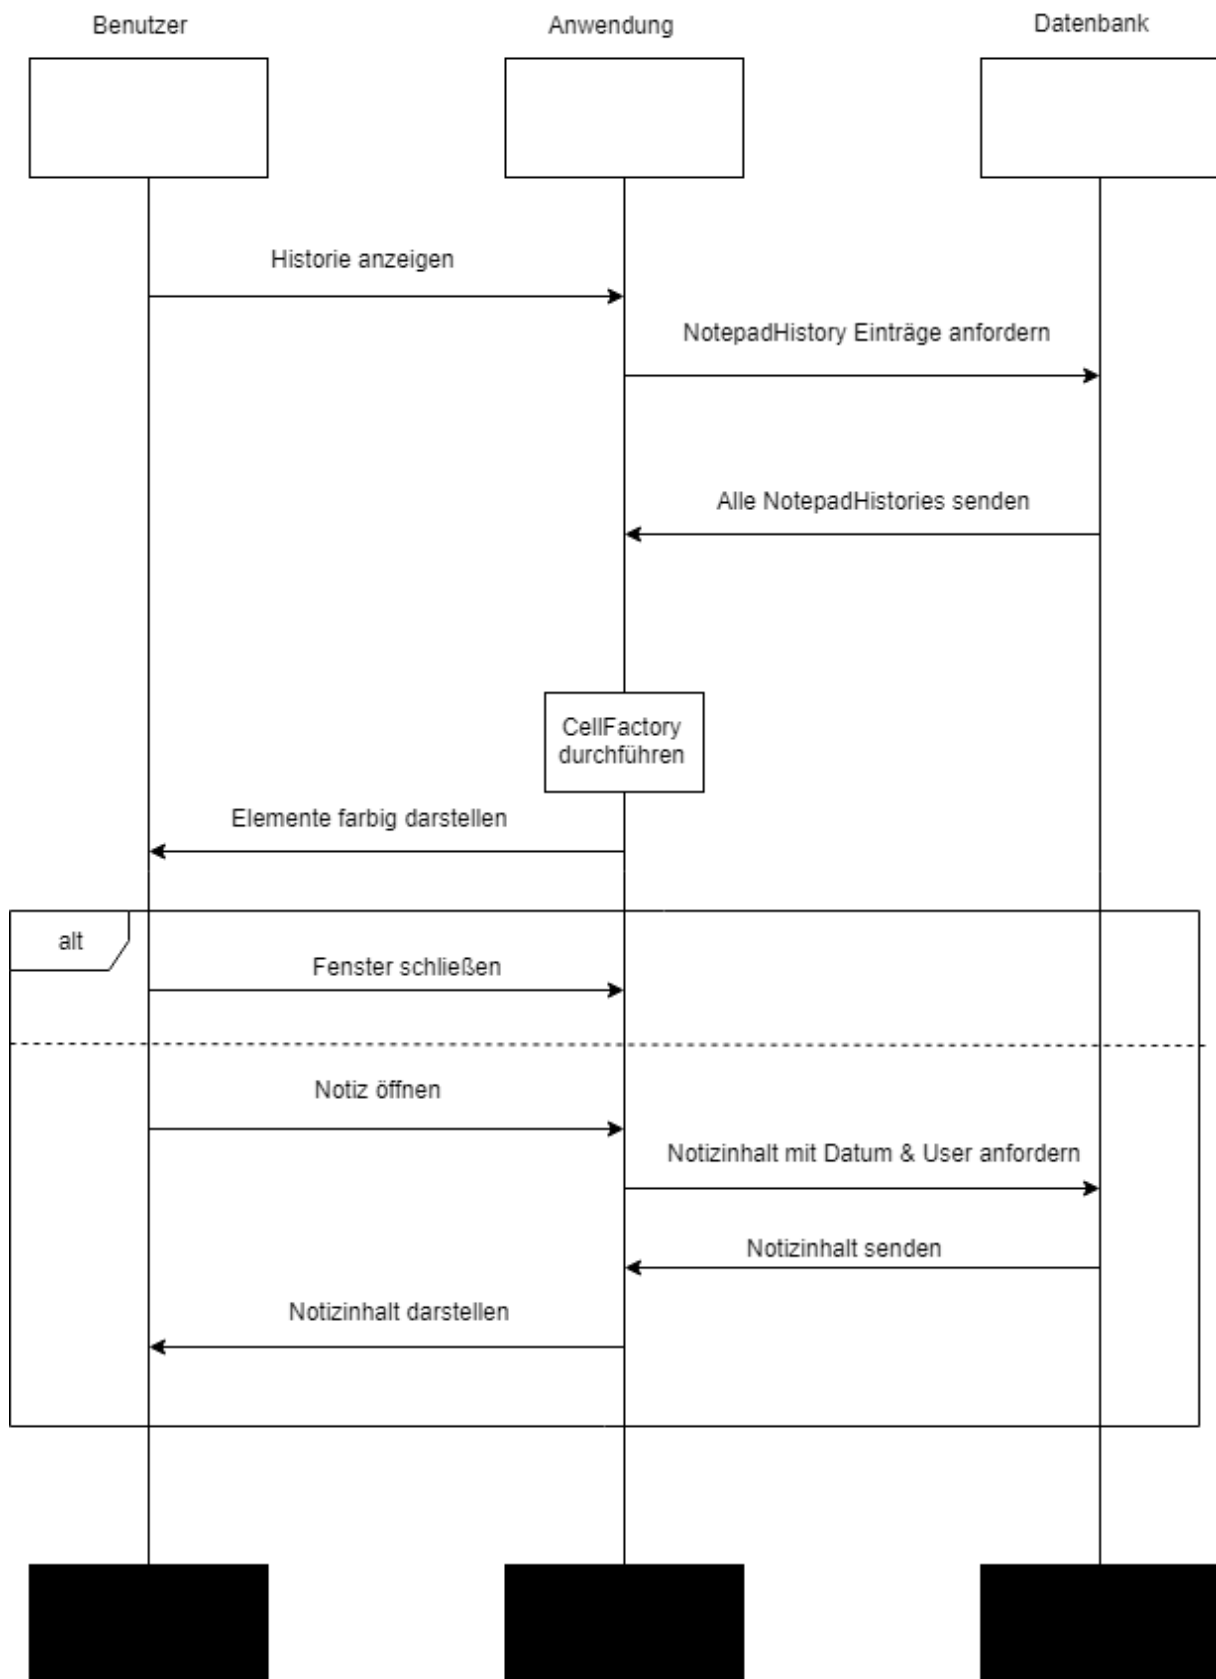 Benutzer
Anwendung
Datenbank
Historie anzeigen
NotepadHistory Einträge anfordern
Alle NotepadHistories senden
CellFactory
durchführen
Elemente farbig darstellen
alt
Fenster schließen
Notiz öffnen
Notizinhalt mit Datum & User anfordern
Notizinhalt senden
Notizinhalt darstellen